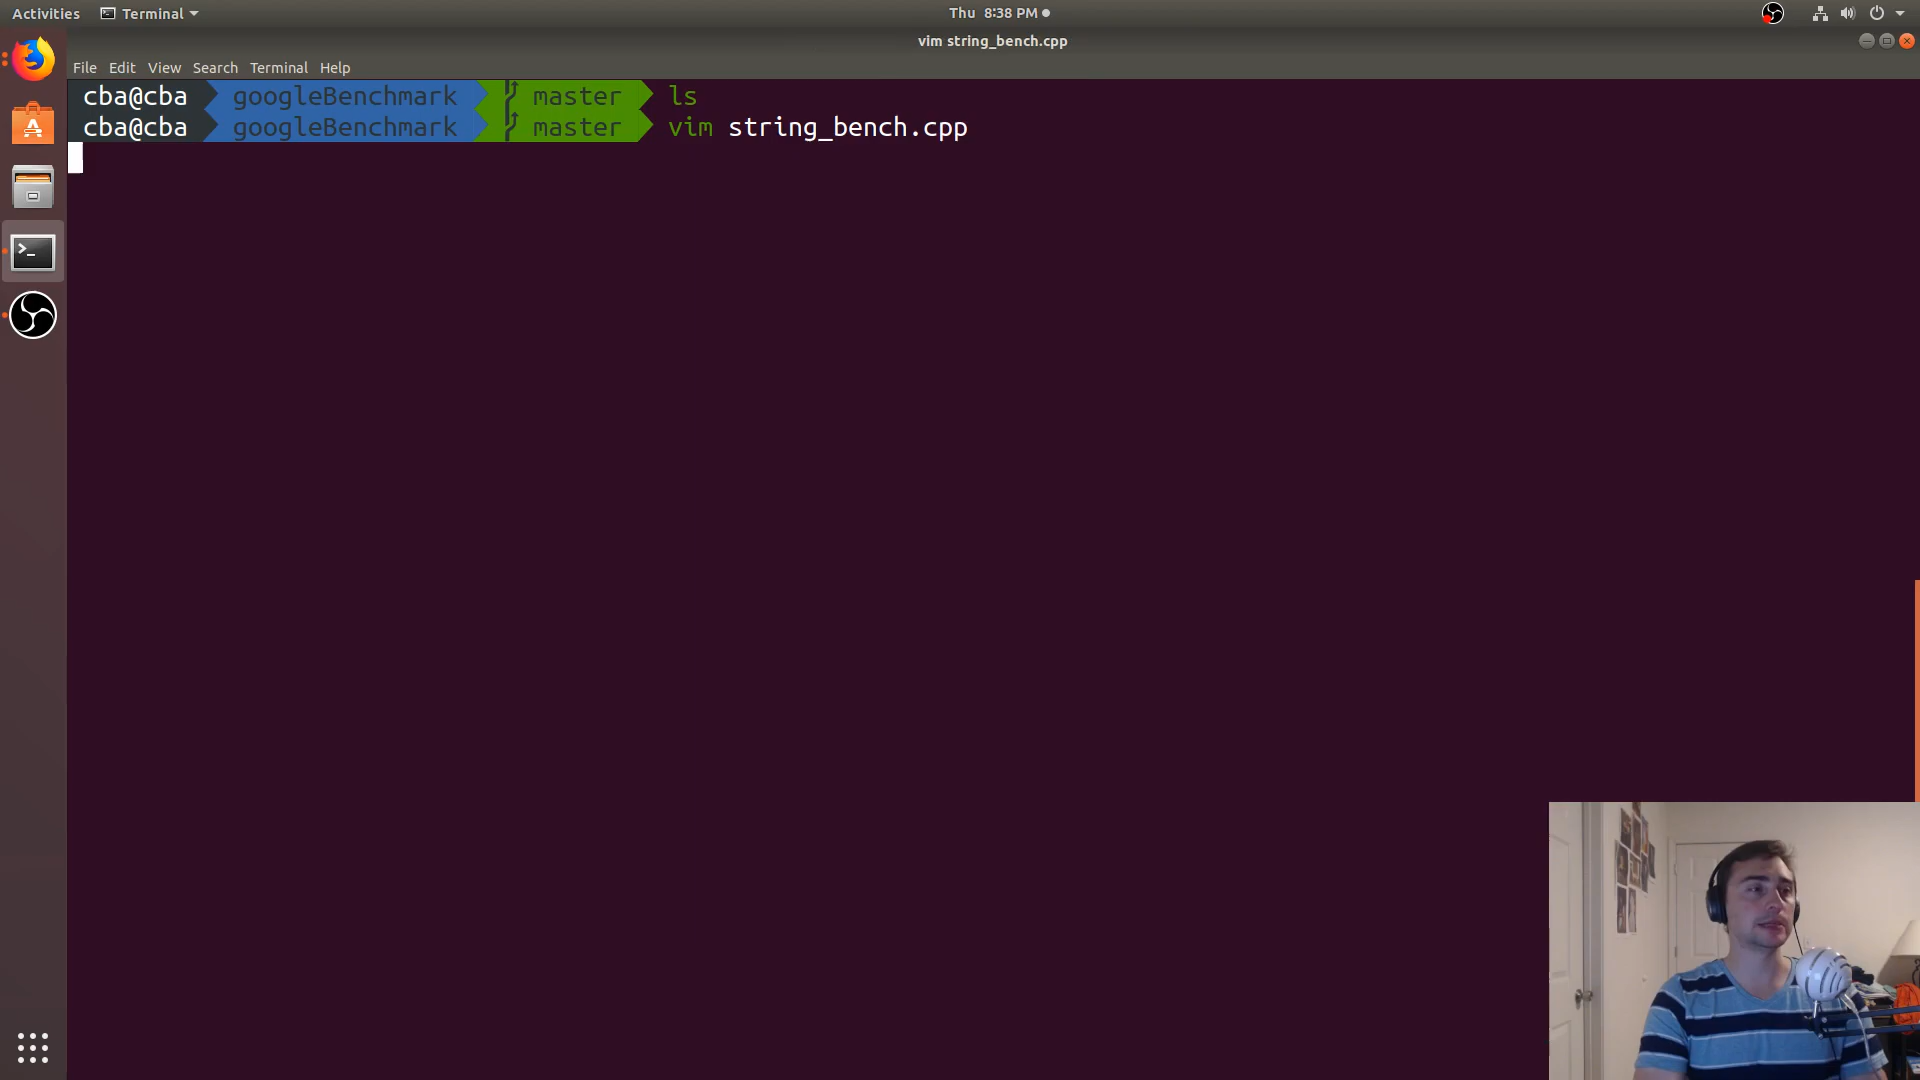 Activities Terminal Thu 8:38 PM
vim string_bench.cpp
File Edit View Search Terminal Help
cba@cba googleBenchmark master ls
cba@cba googleBenchmark master vim string_bench.cpp